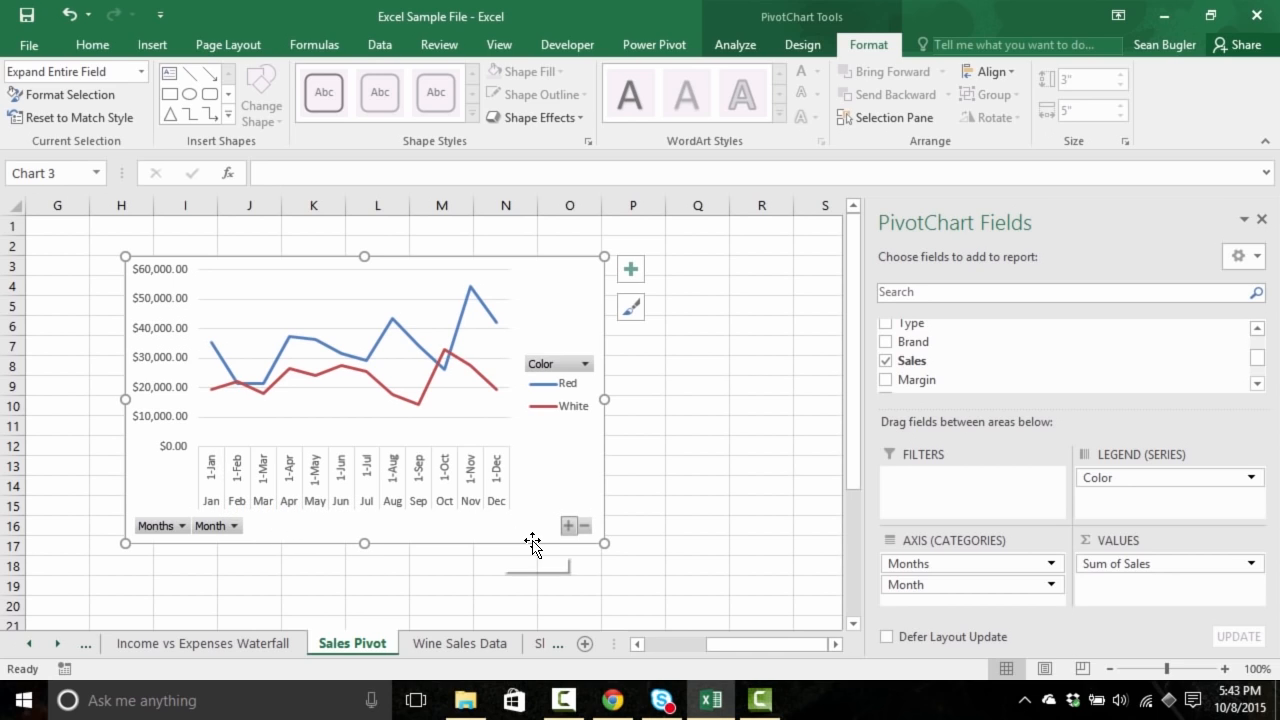 Excel Sample File - Excel
PivotChart Tools
File Home Insert Page Layout Formulas Data Review View Developer Power Pivot Analyze Design Format Tell me what you want to do... Sean Bugler Share
Expand Entire Field
Format Selection
Reset to Match Style
Current Selection
Change
Shape
Insert Shapes
Abc Abc Abc
Shape Fill
Shape Outline
Shape Effects
Shape Styles
A A A
A
A
A
WordArt Styles
Bring Forward
Send Backward
Selection Pane
Align
Group
Rotate
Arrange
3"
5"
Size
Chart 3
fx
G H I J K L M N O P Q R S
1
2
3
4
5
6
7
8
9
10
11
12
13
14
15
16
17
18
19
20
21
$60,000.00
$50,000.00
$40,000.00
$30,000.00
$20,000.00
$10,000.00
$0.00
1-Jan 1-Feb 1-Mar 1-Apr 1-May 1-Jun 1-Jul 1-Aug 1-Sep 1-Oct 1-Nov 1-Dec
Jan Feb Mar Apr May Jun Jul Aug Sep Oct Nov Dec
Months Month
Color
Red
White
PivotChart Fields
Choose fields to add to report:
Search
Type
Brand
Sales
Margin
Drag fields between areas below:
FILTERS
LEGEND (SERIES)
Color
AXIS (CATEGORIES)
Months
Month
Σ VALUES
Sum of Sales
Defer Layout Update
UPDATE
... Income vs Expenses Waterfall Sales Pivot Wine Sales Data Sl ...
Ready
100%
Ask me anything
5:43 PM
10/8/2015